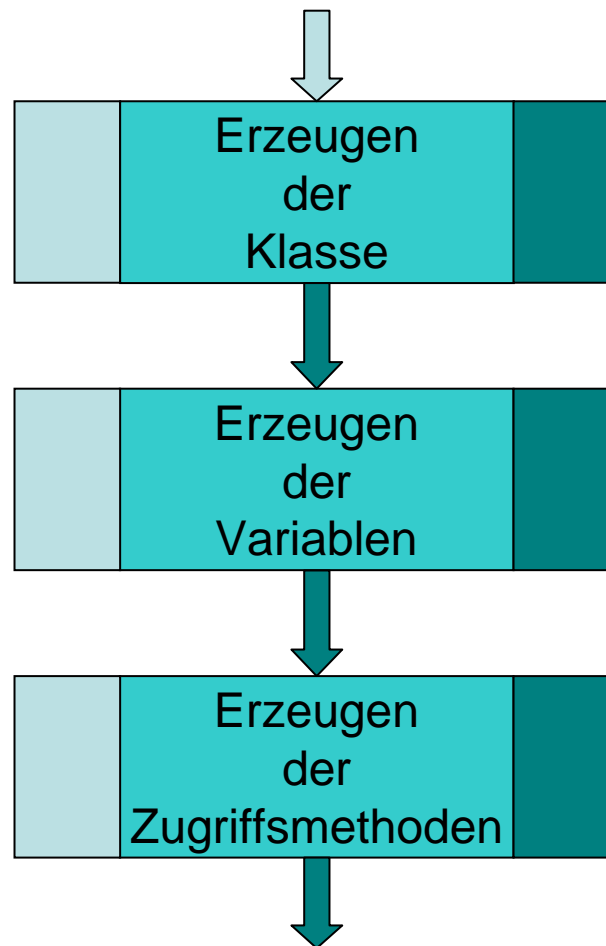 Erzeugen
der
Klasse
Erzeugen
der
Variablen
Erzeugen
der
Zugriffsmethoden